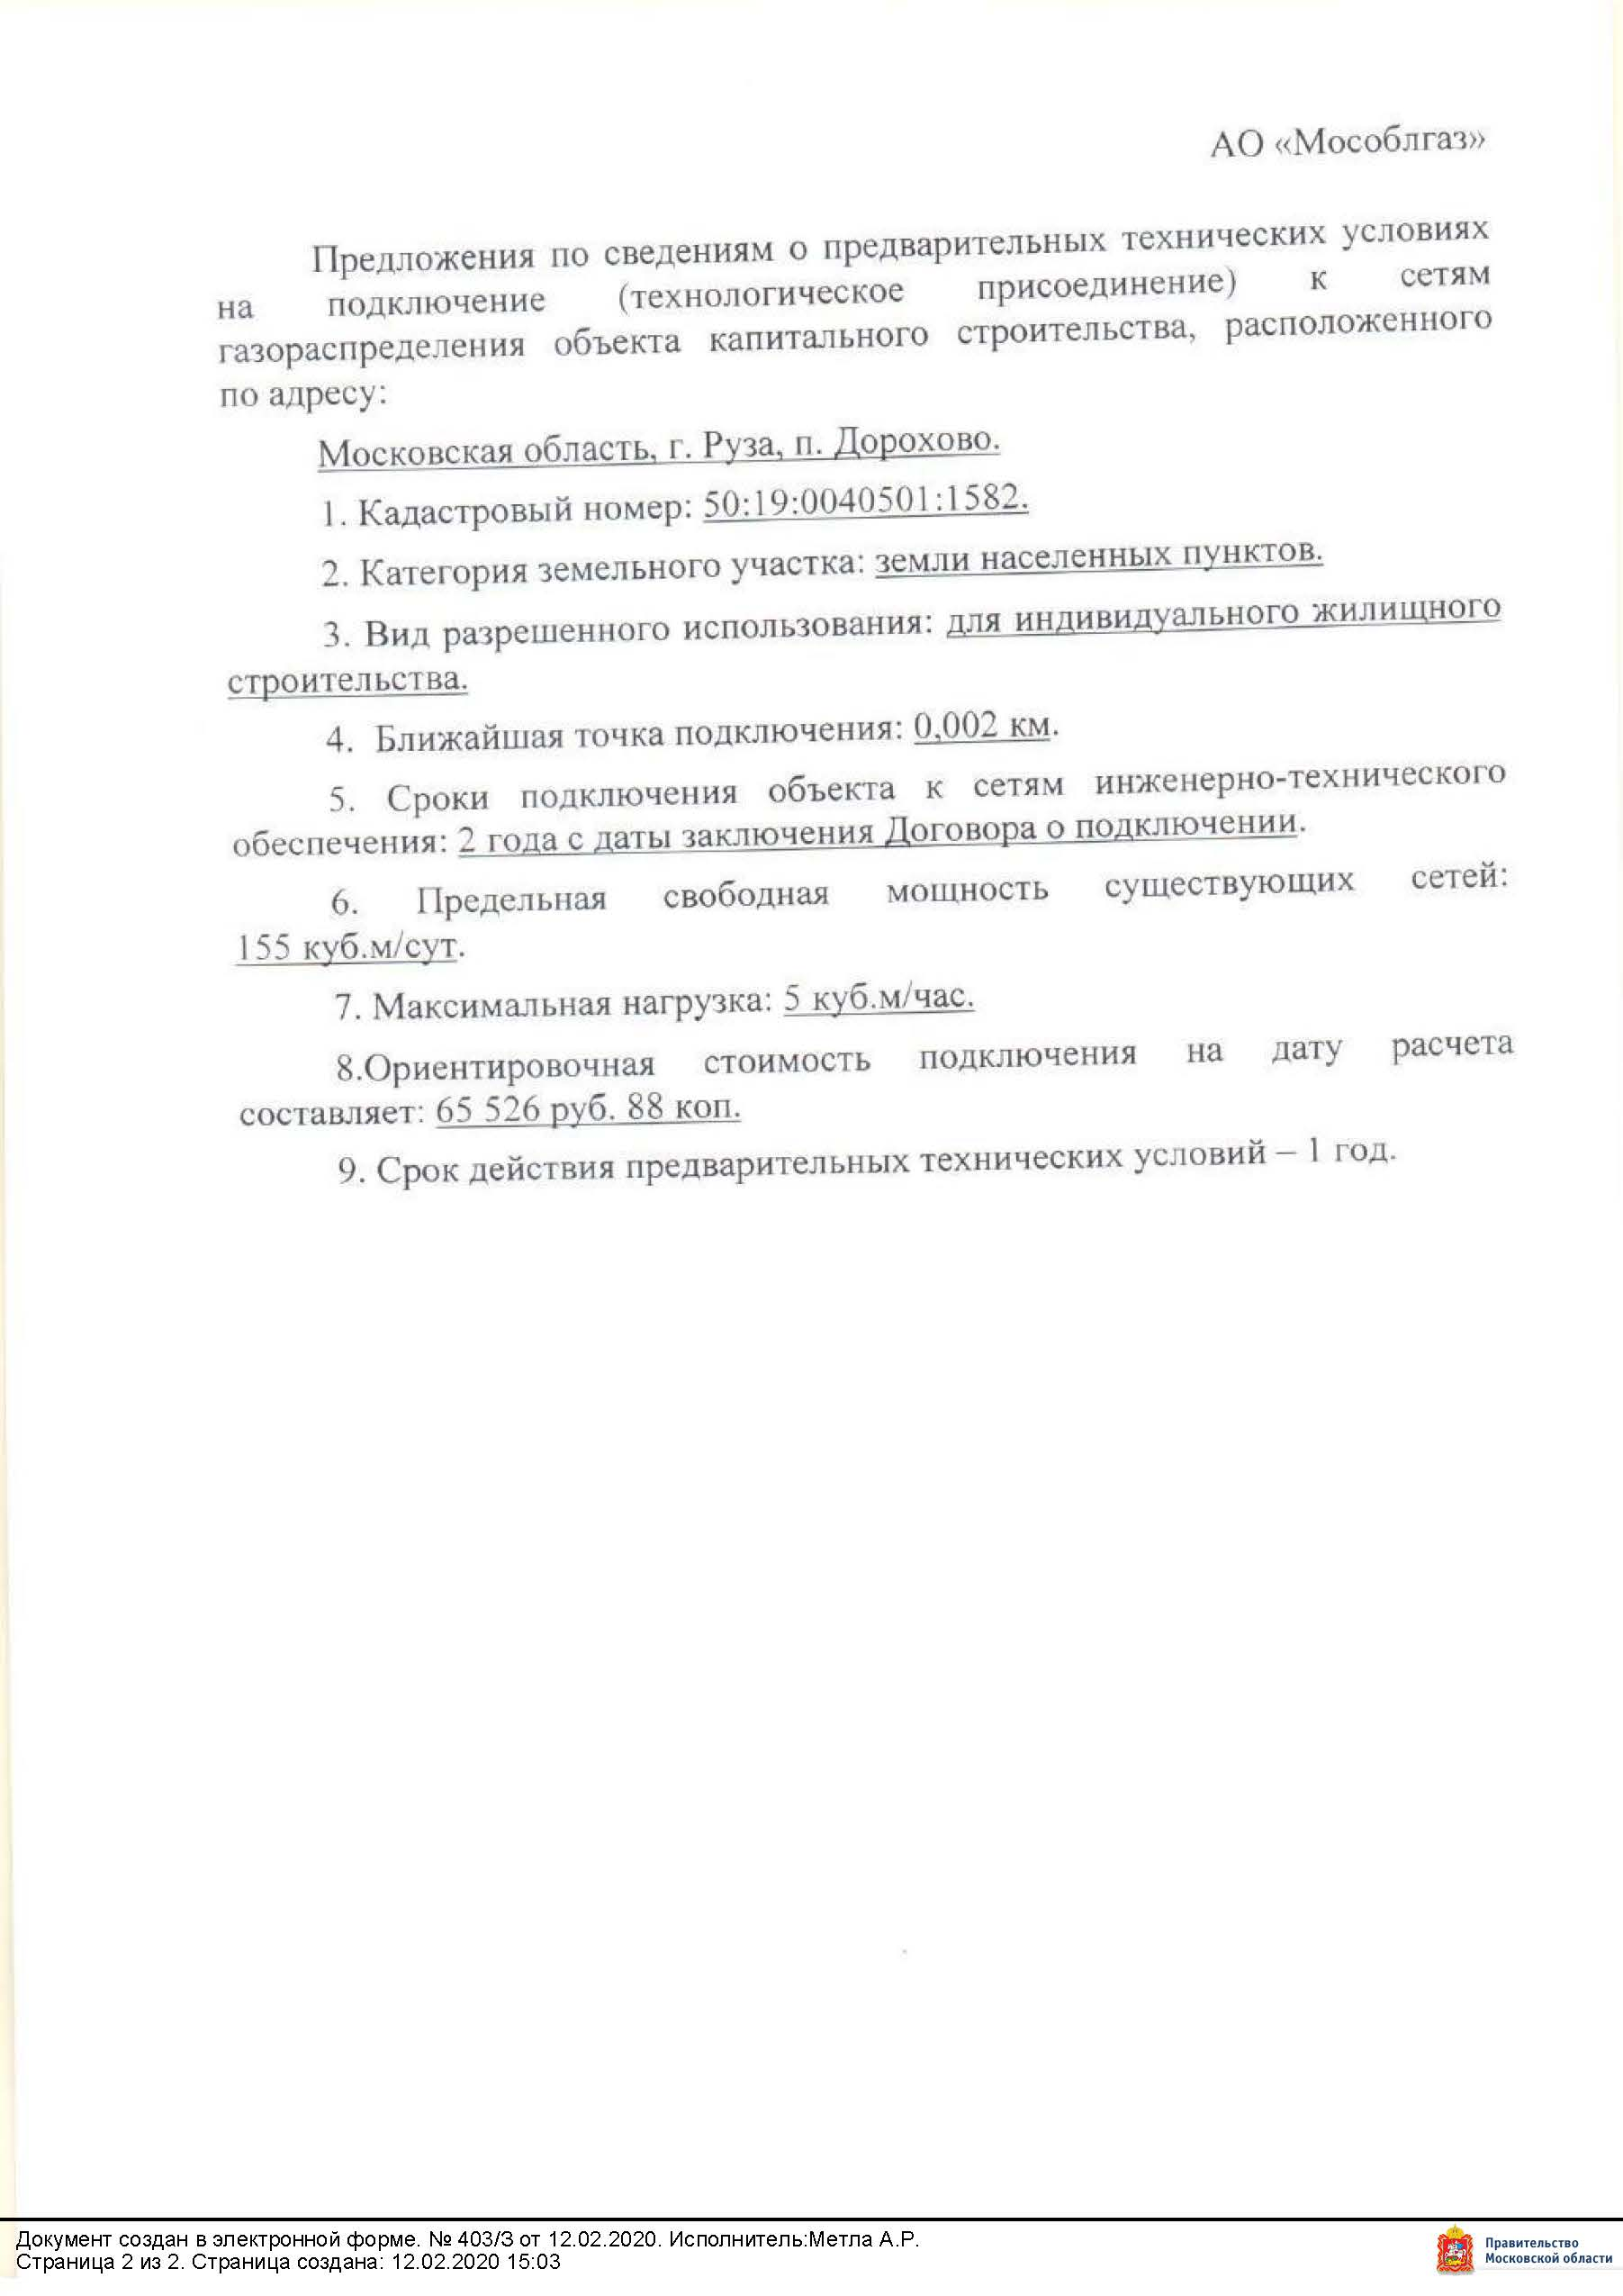 АО «Мособлгаз»
Предложения по сведениям о предварительных технических условиях
на подключение (технологическое присоединение) к сетям
газораспределения объекта капитального строительства, расположенного
по адресу:
Московская область, г. Руза, п. Дорохово.
1. Кадастровый номер: 50:19:0040501:1582.
2. Категория земельного участка: земли населенных пунктов.
3. Вид разрешенного использования: для индивидуального жилищного
строительства.
4. Ближайшая точка подключения: 0,002 км.
5. Сроки подключения объекта к сетям инженерно-технического
обеспечения: 2 года с даты заключения Договора о подключении.
6. Предельная свободная мощность существующих сетей:
155 куб.м/сут.
7. Максимальная нагрузка: 5 куб.м/час.
8.Ориентировочная стоимость подключения на дату расчета
составляет: 65 526 руб. 88 коп.
9. Срок действия предварительных технических условий – 1 год.
Документ создан в электронной форме. № 403/З от 12.02.2020. Исполнитель:Метла А.Р.
Страница 2 из 2. Страница создана: 12.02.2020 15:03
Правительство
Московской области